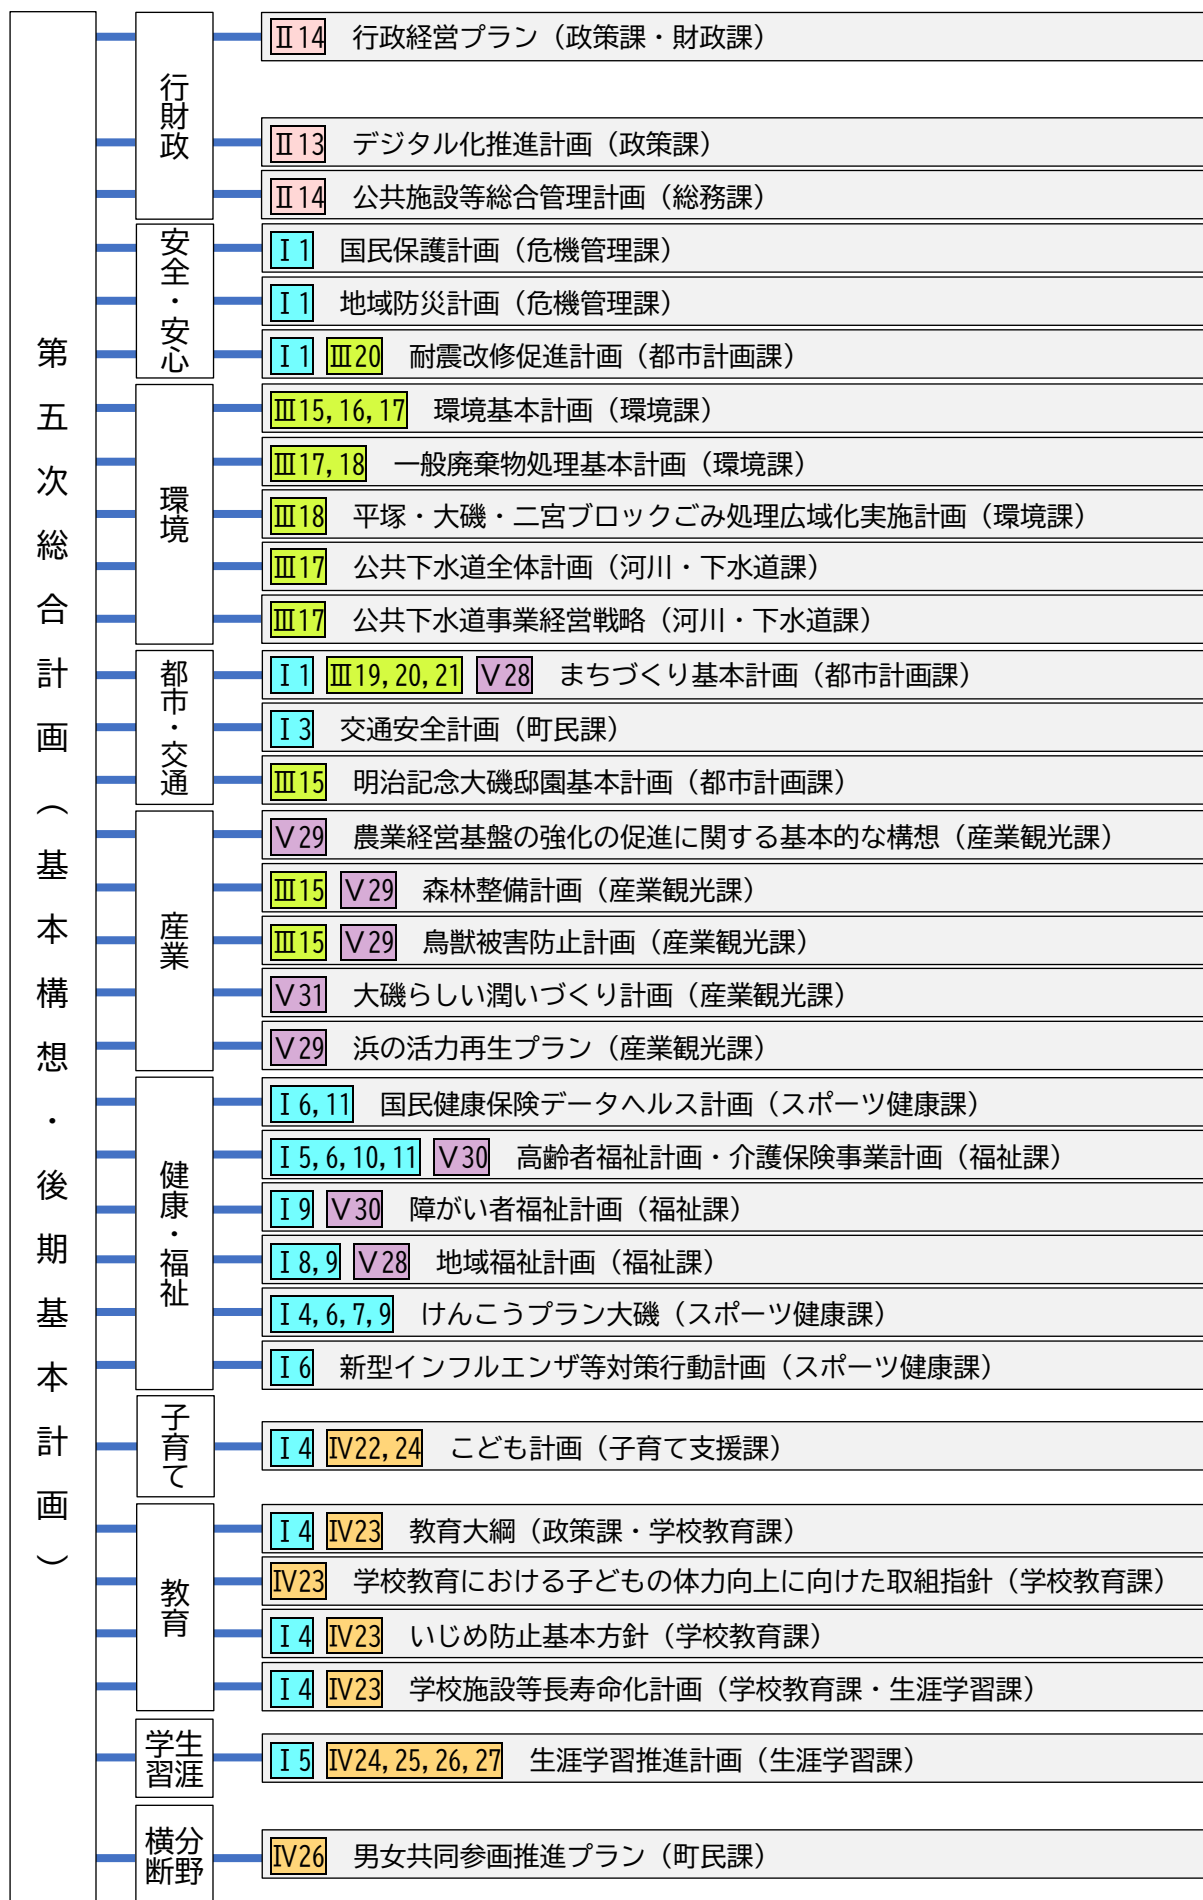 第五次総合計画（基本構想・後期基本計画）
行財政
Ⅱ14 行政経営プラン（政策課・財政課）
Ⅱ13 デジタル化推進計画（政策課）
Ⅱ14 公共施設等総合管理計画（総務課）
安全・安心
Ⅰ1 国民保護計画（危機管理課）
Ⅰ1 地域防災計画（危機管理課）
Ⅰ1 Ⅲ20 耐震改修促進計画（都市計画課）
環境
Ⅲ15,16,17 環境基本計画（環境課）
Ⅲ17,18 一般廃棄物処理基本計画（環境課）
Ⅲ18 平塚・大磯・二宮ブロックごみ処理広域化実施計画（環境課）
Ⅲ17 公共下水道全体計画（河川・下水道課）
Ⅲ17 公共下水道事業経営戦略（河川・下水道課）
都市・交通
Ⅰ1 Ⅲ19,20,21 Ⅴ28 まちづくり基本計画（都市計画課）
Ⅰ3 交通安全計画（町民課）
Ⅲ15 明治記念大磯邸園基本計画（都市計画課）
産業
Ⅴ29 農業経営基盤の強化の促進に関する基本的な構想（産業観光課）
Ⅲ15 Ⅴ29 森林整備計画（産業観光課）
Ⅲ15 Ⅴ29 鳥獣被害防止計画（産業観光課）
Ⅴ31 大磯らしい潤いづくり計画（産業観光課）
Ⅴ29 浜の活力再生プラン（産業観光課）
健康・福祉
Ⅰ6,11 国民健康保険データヘルス計画（スポーツ健康課）
Ⅰ5,6,10,11 Ⅴ30 高齢者福祉計画・介護保険事業計画（福祉課）
Ⅰ9 Ⅴ30 障がい者福祉計画（福祉課）
Ⅰ8,9 Ⅴ28 地域福祉計画（福祉課）
Ⅰ4,6,7,9 けんこうプラン大磯（スポーツ健康課）
Ⅰ6 新型インフルエンザ等対策行動計画（スポーツ健康課）
子育て
Ⅰ4 Ⅳ22,24 こども計画（子育て支援課）
教育
Ⅰ4 Ⅳ23 教育大綱（政策課・学校教育課）
Ⅳ23 学校教育における子どもの体力向上に向けた取組指針（学校教育課）
Ⅰ4 Ⅳ23 いじめ防止基本方針（学校教育課）
Ⅰ4 Ⅳ23 学校施設等長寿命化計画（学校教育課・生涯学習課）
生涯
学習
Ⅰ5 Ⅳ24,25,26,27 生涯学習推進計画（生涯学習課）
分野
横断
Ⅳ26 男女共同参画推進プラン（町民課）